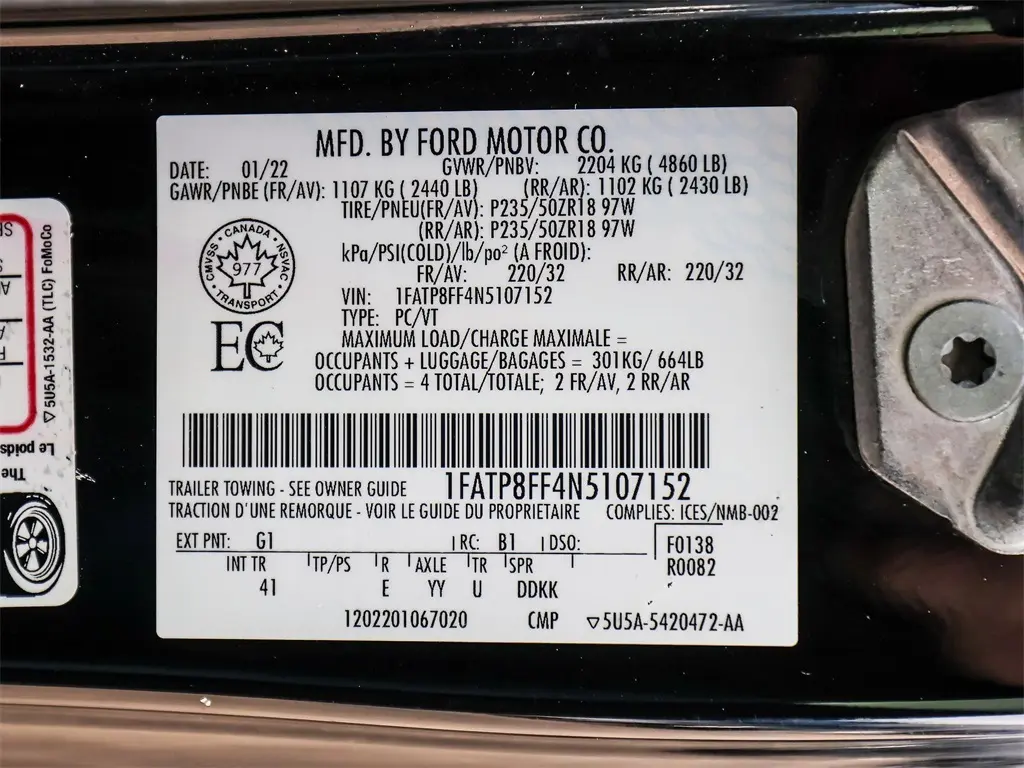 MFD. BY FORD MOTOR CO.
DATE: 01/22 GVWR/PNBV: 2204 KG ( 4860 LB)
GAWR/PNBE (FR/AV): 1107 KG ( 2440 LB) (RR/AR): 1102 KG ( 2430 LB)
TIRE/PNEU(FR/AV): P235/50ZR18 97W
(RR/AR): P235/50ZR18 97W
kPa/PSI(COLD)/lb/po² (A FROID):
FR/AV: 220/32 RR/AR: 220/32
CANADA
CMVSS NSVAC
977
TRANSPORT
VIN: 1FATP8FF4N5107152
TYPE: PC/VT
EC
MAXIMUM LOAD/CHARGE MAXIMALE =
OCCUPANTS + LUGGAGE/BAGAGES = 301KG/ 664LB
OCCUPANTS = 4 TOTAL/TOTALE; 2 FR/AV, 2 RR/AR
TRAILER TOWING - SEE OWNER GUIDE 1FATP8FF4N5107152
TRACTION D'UNE REMORQUE - VOIR LE GUIDE DU PROPRIETAIRE COMPLIES: ICES/NMB-002
EXT PNT: G1 RC: B1 DSO: F0138
INT TR TP/PS R AXLE TR SPR R0082
41 E YY U DDKK
1202201067020 CMP ▽5U5A-5420472-AA
▽5U5A-1532-AA (TLC) FoMoCo
Le poids
The